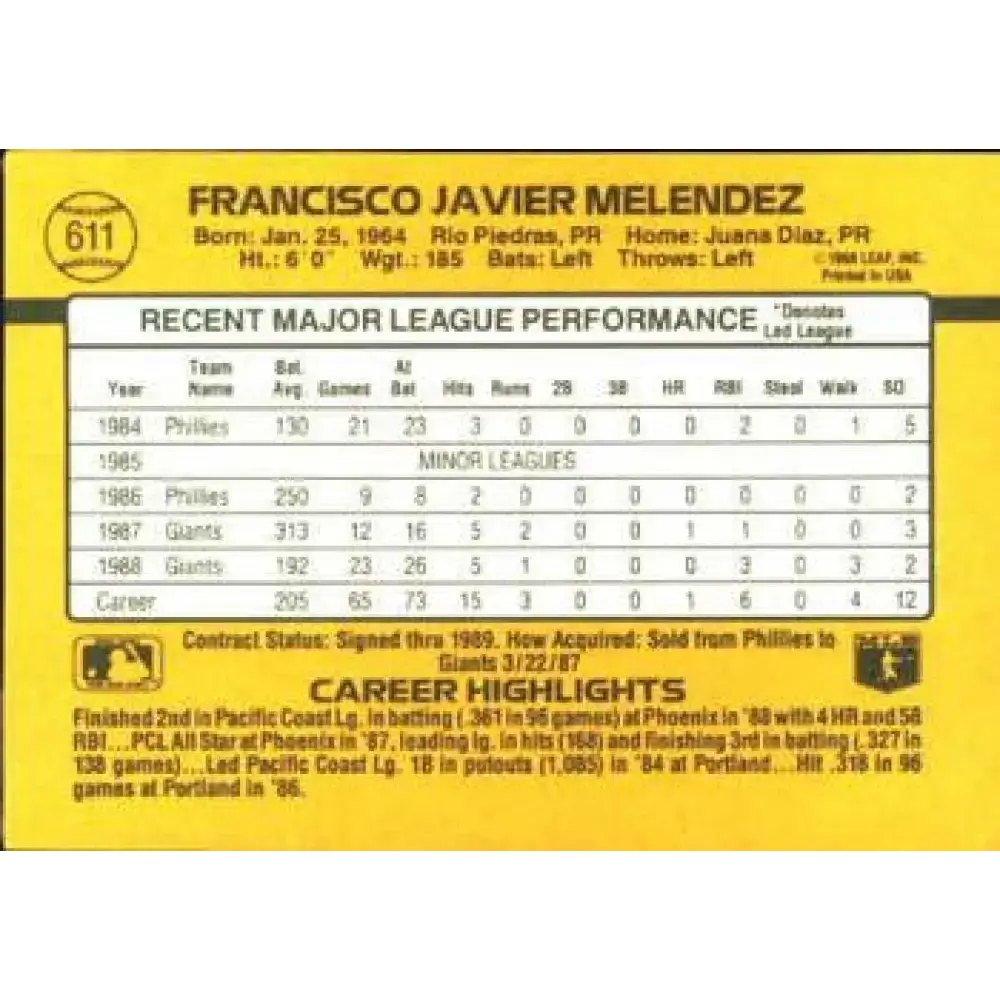 611
FRANCISCO JAVIER MELENDEZ
Born: Jan. 25, 1964 Rio Piedras, PR Home: Juana Diaz, PR
Ht.: 6'0" Wgt.: 185 Bats: Left Throws: Left
© 1988 LEAF, INC.
Printed in USA
RECENT MAJOR LEAGUE PERFORMANCE *Denotes Led League
Year Team Name Bat. Avg. Games At Bat Hits Runs 2B 3B HR RBI Steal Walk SO
1984 Phillies 130 21 23 3 0 0 0 0 2 0 1 5
1985 MINOR LEAGUES
1986 Phillies 250 9 8 2 0 0 0 0 0 0 0 2
1987 Giants 313 12 16 5 2 0 0 1 1 0 0 3
1988 Giants 192 23 26 5 1 0 0 0 3 0 3 2
Career 205 65 73 15 3 0 0 1 6 0 4 12
Contract Status: Signed thru 1989. How Acquired: Sold from Phillies to
Giants 3/22/87
CAREER HIGHLIGHTS
Finished 2nd in Pacific Coast Lg. in batting (.361 in 96 games) at Phoenix in '88 with 4 HR and 56
RBI...PCL All Star at Phoenix in '87, leading lg. in hits (168) and finishing 3rd in batting (.327 in
138 games)...Led Pacific Coast Lg. 1B in putouts (1,085) in '84 at Portland...Hit .318 in 96
games at Portland in '86.